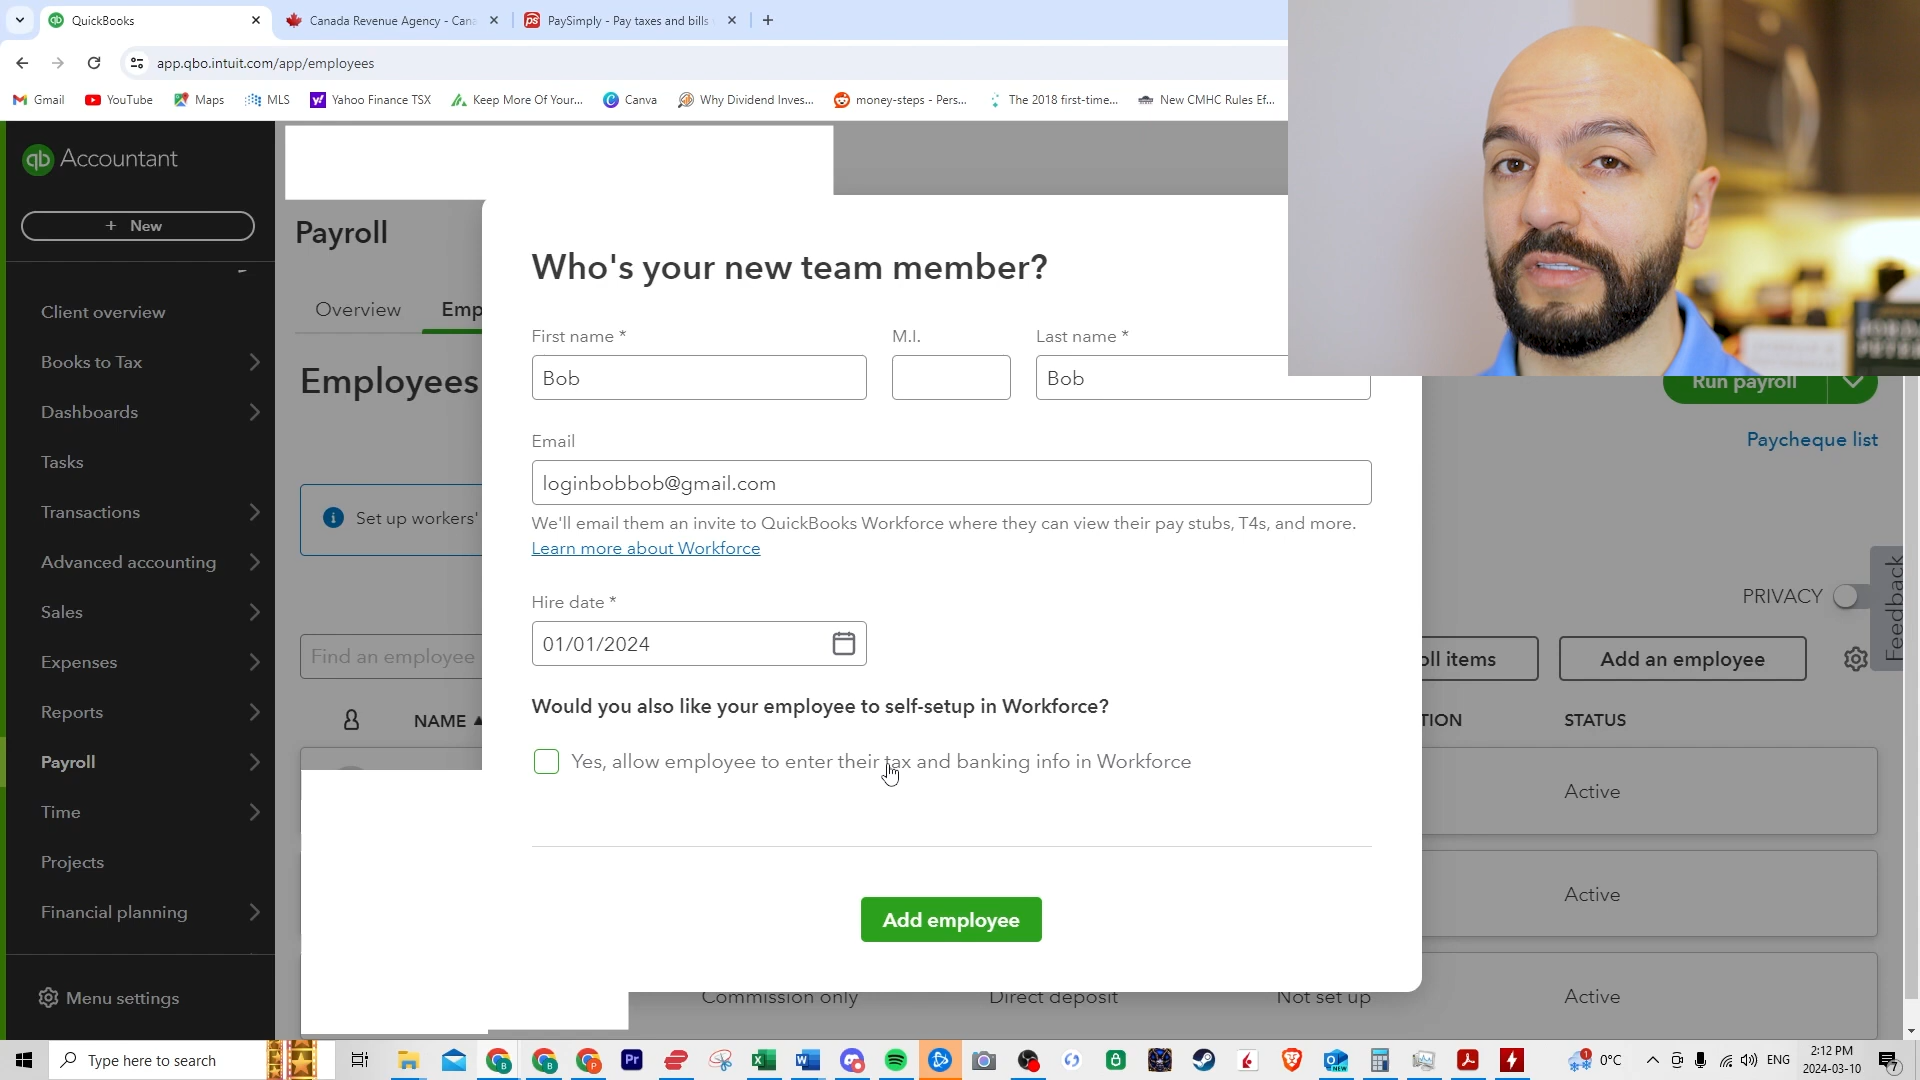 QuickBooks
Canada Revenue Agency - Cana
PaySimply - Pay taxes and bills
app.qbo.intuit.com/app/employees
Gmail
YouTube
Maps
MLS
Yahoo Finance TSX
Keep More Of Your...
Canva
Why Dividend Inves...
money-steps - Pers...
The 2018 first-time...
New CMHC Rules Ef...
qb Accountant
+ New
Client overview
Books to Tax
Dashboards
Tasks
Transactions
Advanced accounting
Sales
Expenses
Reports
Payroll
Time
Projects
Financial planning
Menu settings
Payroll
Overview
Emp
Employees
Set up workers'
Find an employee
NAME
Who's your new team member?
First name *
M.I.
Last name *
Bob
Bob
Email
loginbobbob@gmail.com
We'll email them an invite to QuickBooks Workforce where they can view their pay stubs, T4s, and more.
Learn more about Workforce
Hire date *
01/01/2024
Would you also like your employee to self-setup in Workforce?
Yes, allow employee to enter their tax and banking info in Workforce
Add employee
Run payroll
Paycheque list
PRIVACY
Feedback
oll items
Add an employee
TION
STATUS
Active
Active
Commission only
Direct deposit
Not set up
Active
Type here to search
0°C
ENG
2:12 PM
2024-03-10
7